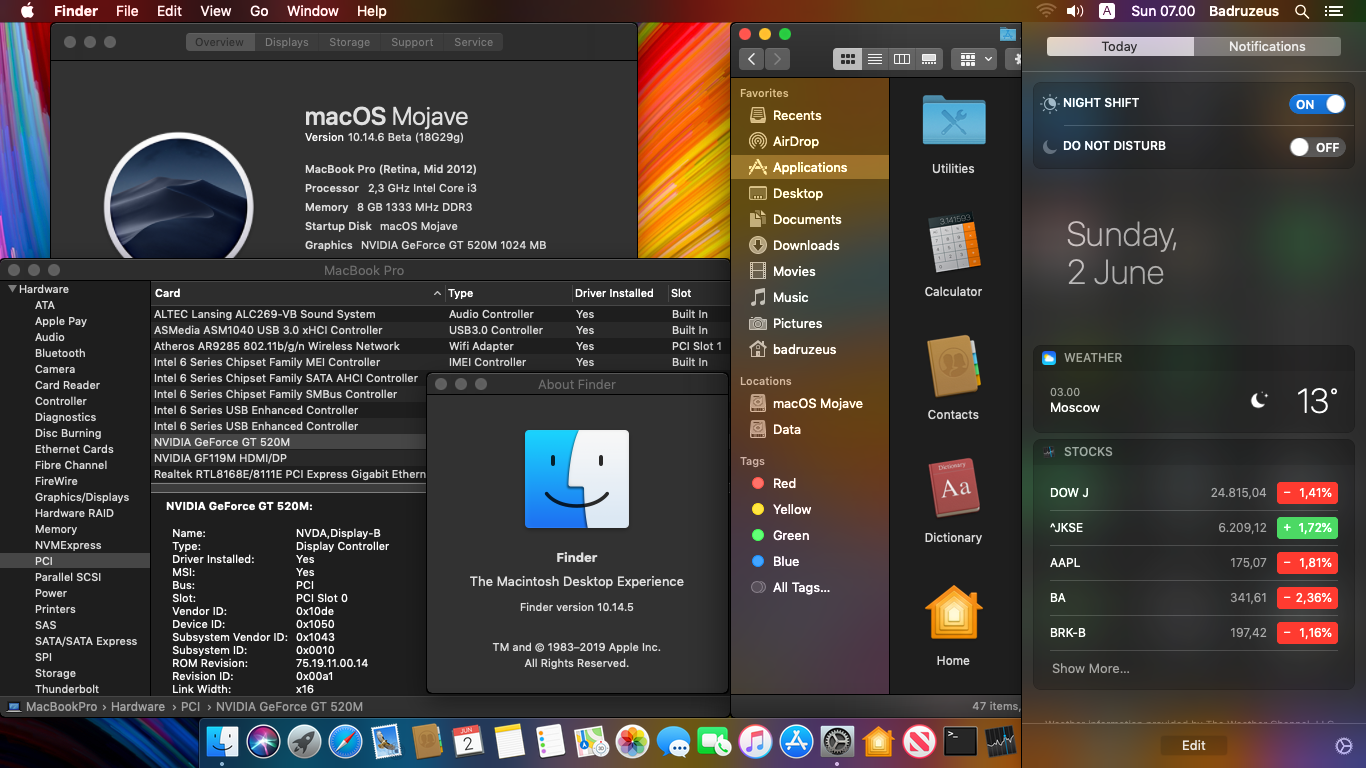 Finder File Edit View Go Window Help
A Sun 07.00 Badruzeus
Overview Displays Storage Support Service
macOS Mojave
Version 10.14.6 Beta (18G29g)
MacBook Pro (Retina, Mid 2012)
Processor 2,3 GHz Intel Core i3
Memory 8 GB 1333 MHz DDR3
Startup Disk macOS Mojave
Graphics NVIDIA GeForce GT 520M 1024 MB
MacBook Pro
Hardware
ATA
Apple Pay
Audio
Bluetooth
Camera
Card Reader
Controller
Diagnostics
Disc Burning
Ethernet Cards
Fibre Channel
FireWire
Graphics/Displays
Hardware RAID
Memory
NVMExpress
PCI
Parallel SCSI
Power
Printers
SAS
SATA/SATA Express
SPI
Storage
Thunderbolt
Card Type Driver Installed Slot
ALTEC Lansing ALC269-VB Sound System Audio Controller Yes Built In
ASMedia ASM1040 USB 3.0 xHCI Controller USB3.0 Controller Yes Built In
Atheros AR9285 802.11b/g/n Wireless Network Wifi Adapter Yes PCI Slot 1
Intel 6 Series Chipset Family MEI Controller IMEI Controller Yes Built In
Intel 6 Series Chipset Family SATA AHCI Controller
Intel 6 Series Chipset Family SMBus Controller
Intel 6 Series USB Enhanced Controller
Intel 6 Series USB Enhanced Controller
NVIDIA GeForce GT 520M
NVIDIA GF119M HDMI/DP
Realtek RTL8168E/8111E PCI Express Gigabit Ethern
NVIDIA GeForce GT 520M:
Name: NVDA,Display-B
Type: Display Controller
Driver Installed: Yes
MSI: Yes
Bus: PCI
Slot: PCI Slot 0
Vendor ID: 0x10de
Device ID: 0x1050
Subsystem Vendor ID: 0x1043
Subsystem ID: 0x0010
ROM Revision: 75.19.11.00.14
Revision ID: 0x00a1
Link Width: x16
MacBookPro › Hardware › PCI › NVIDIA GeForce GT 520M
About Finder
Finder
The Macintosh Desktop Experience
Finder version 10.14.5
TM and © 1983–2019 Apple Inc.
All Rights Reserved.
Favorites
Recents
AirDrop
Applications
Desktop
Documents
Downloads
Movies
Music
Pictures
badruzeus
Locations
macOS Mojave
Data
Tags
Red
Yellow
Green
Blue
All Tags...
Utilities
3.141593
Calculator
Contacts
Dictionary
Aa
Dictionary
Home
47 items,
Today Notifications
NIGHT SHIFT ON
DO NOT DISTURB OFF
Sunday,
2 June
WEATHER
03.00
Moscow
13°
STOCKS
DOW J 24.815,04 − 1,41%
^JKSE 6.209,12 + 1,72%
AAPL 175,07 − 1,81%
BA 341,61 − 2,36%
BRK-B 197,42 − 1,16%
Show More...
Weather information provided by The Weather Channel, LLC
Edit
JUN
2